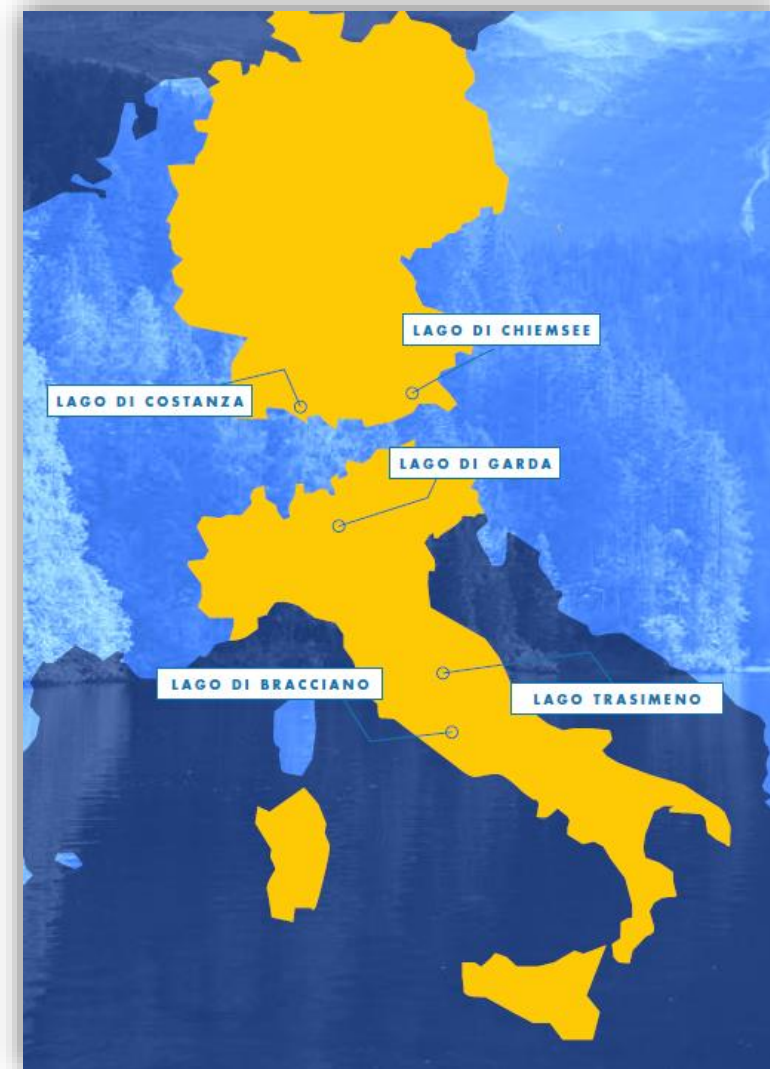 LAGO DI CHIEMSEE
LAGO DI COSTANZA
LAGO DI GARDA
LAGO DI BRACCIANO
LAGO TRASIMENO